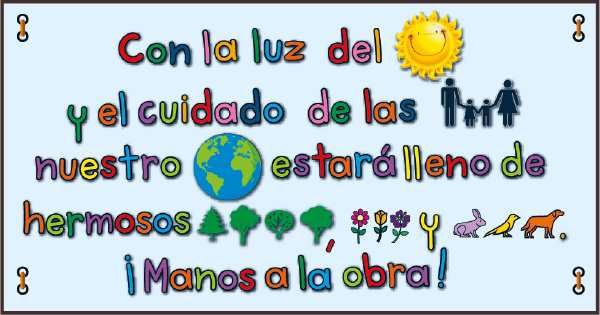 Con la luz del
y el cuidado de las
nuestro estará lleno de
hermosos , y .
¡Manos a la obra!